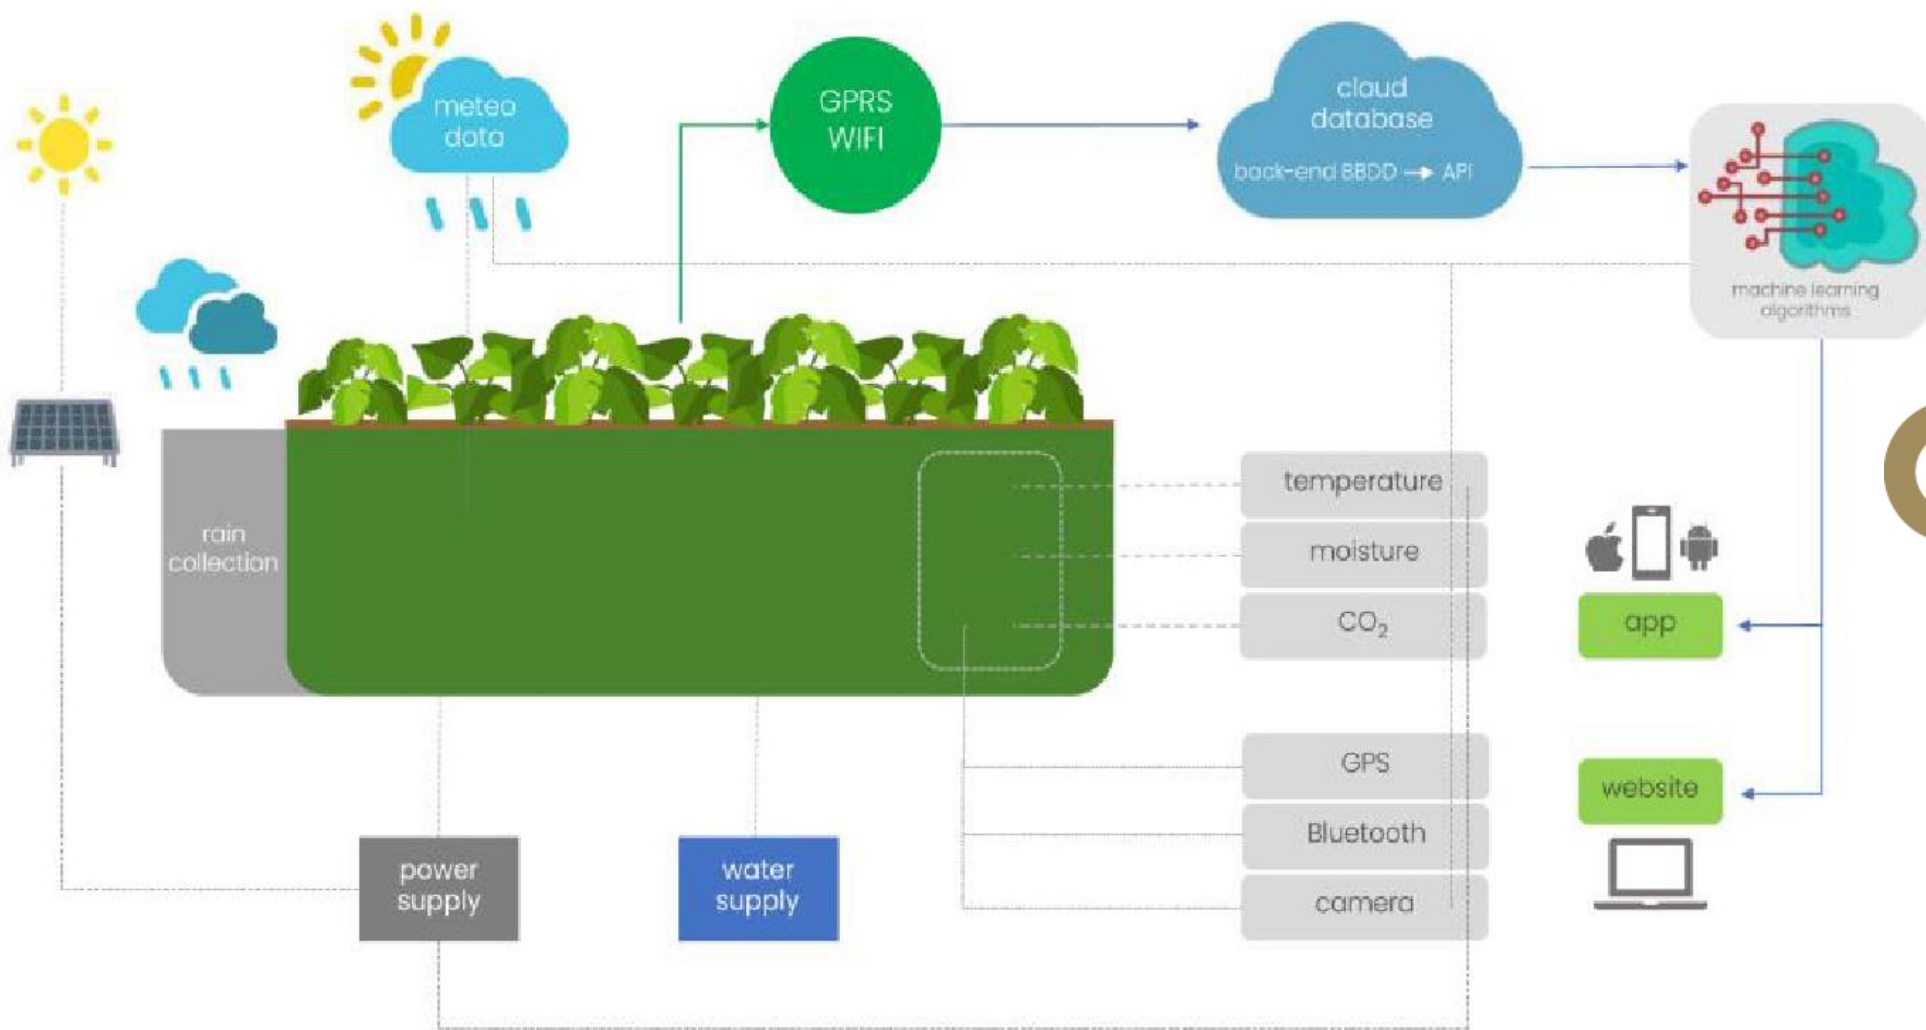 meteo
data
GPRS
WIFI
cloud
database
back-end BBDD → API
machine learning
algorithms
rain
collection
temperature
moisture
CO₂
app
GPS
website
Bluetooth
camera
power
supply
water
supply